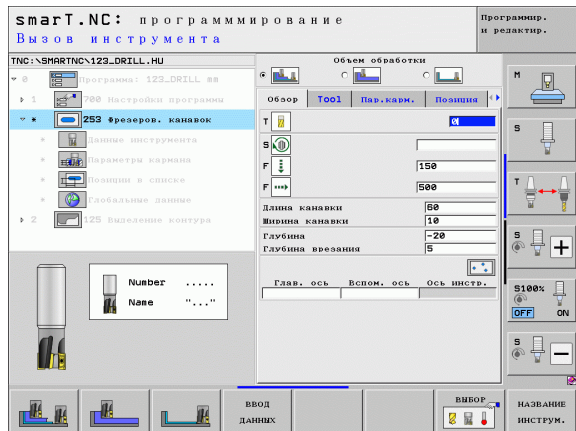 smarT.NC: программмирование
Вызов инструмента
Программир.
и редактир.
TNC:\SMARTNC\123_DRILL.HU
0 Программа: 123_DRILL мм
1 700 Настройки программы
* 253 Фрезеров. канавок
* Данные инструмента
* Параметры кармана
* Позиции в списке
* Глобальные данные
2 125 Выделение контура
Number .....
Name "..."
Объем обработки
Обзор Tool Пар.карм. Позиция
T 0
S
F 150
F 500
Длина канавки 60
Ширина канавки 10
Глубина -20
Глубина врезания 5
Глав. ось Вспом. ось Ось инстр.
M
S
T
S
S100%
OFF ON
S
ВВОД
ДАННЫХ
ВЫБОР
НАЗВАНИЕ
ИНСТРУМ.